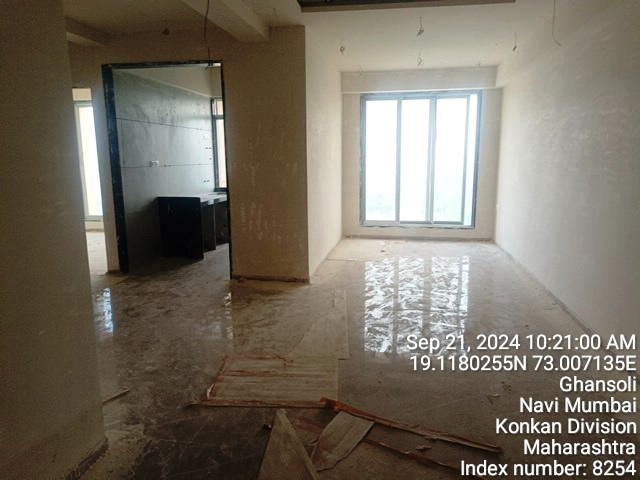 Sep 21, 2024 10:21:00 AM
19.1180255N 73.007135E
Ghansoli
Navi Mumbai
Konkan Division
Maharashtra
Index number: 8254